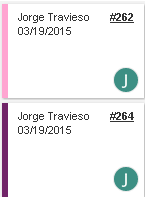 Jorge Travieso #262
03/19/2015
J
Jorge Travieso #264
03/19/2015
J